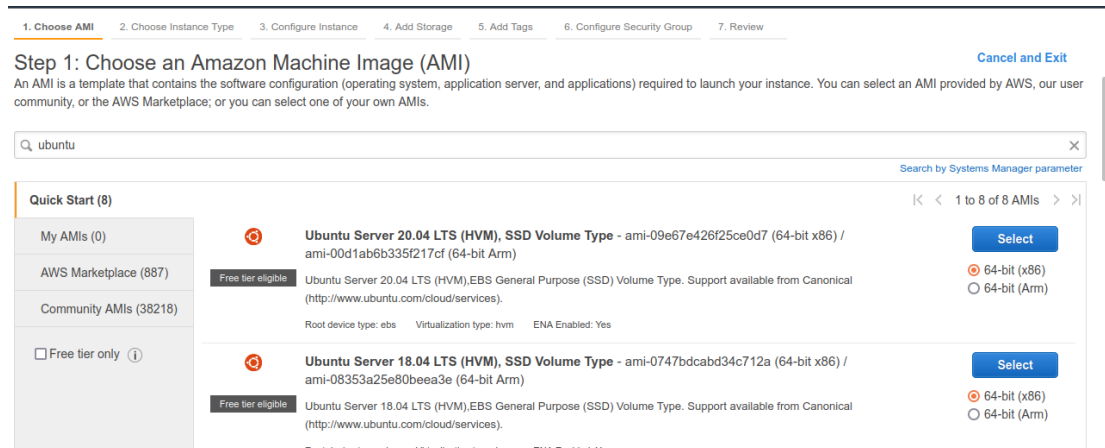 1. Choose AMI 2. Choose Instance Type 3. Configure Instance 4. Add Storage 5. Add Tags 6. Configure Security Group 7. Review
Step 1: Choose an Amazon Machine Image (AMI)
Cancel and Exit
An AMI is a template that contains the software configuration (operating system, application server, and applications) required to launch your instance. You can select an AMI provided by AWS, our user
community, or the AWS Marketplace; or you can select one of your own AMIs.
ubuntu
Search by Systems Manager parameter
Quick Start (8)
1 to 8 of 8 AMIs
My AMIs (0)
AWS Marketplace (887)
Community AMIs (38218)
Free tier only
Ubuntu Server 20.04 LTS (HVM), SSD Volume Type - ami-09e67e426f25ce0d7 (64-bit x86) /
ami-00d1ab6b335f217cf (64-bit Arm)
Free tier eligible
Ubuntu Server 20.04 LTS (HVM),EBS General Purpose (SSD) Volume Type. Support available from Canonical
(http://www.ubuntu.com/cloud/services).
Root device type: ebs Virtualization type: hvm ENA Enabled: Yes
Select
64-bit (x86)
64-bit (Arm)
Ubuntu Server 18.04 LTS (HVM), SSD Volume Type - ami-0747bdcabd34c712a (64-bit x86) /
ami-08353a25e80beea3e (64-bit Arm)
Free tier eligible
Ubuntu Server 18.04 LTS (HVM),EBS General Purpose (SSD) Volume Type. Support available from Canonical
(http://www.ubuntu.com/cloud/services).
Select
64-bit (x86)
64-bit (Arm)